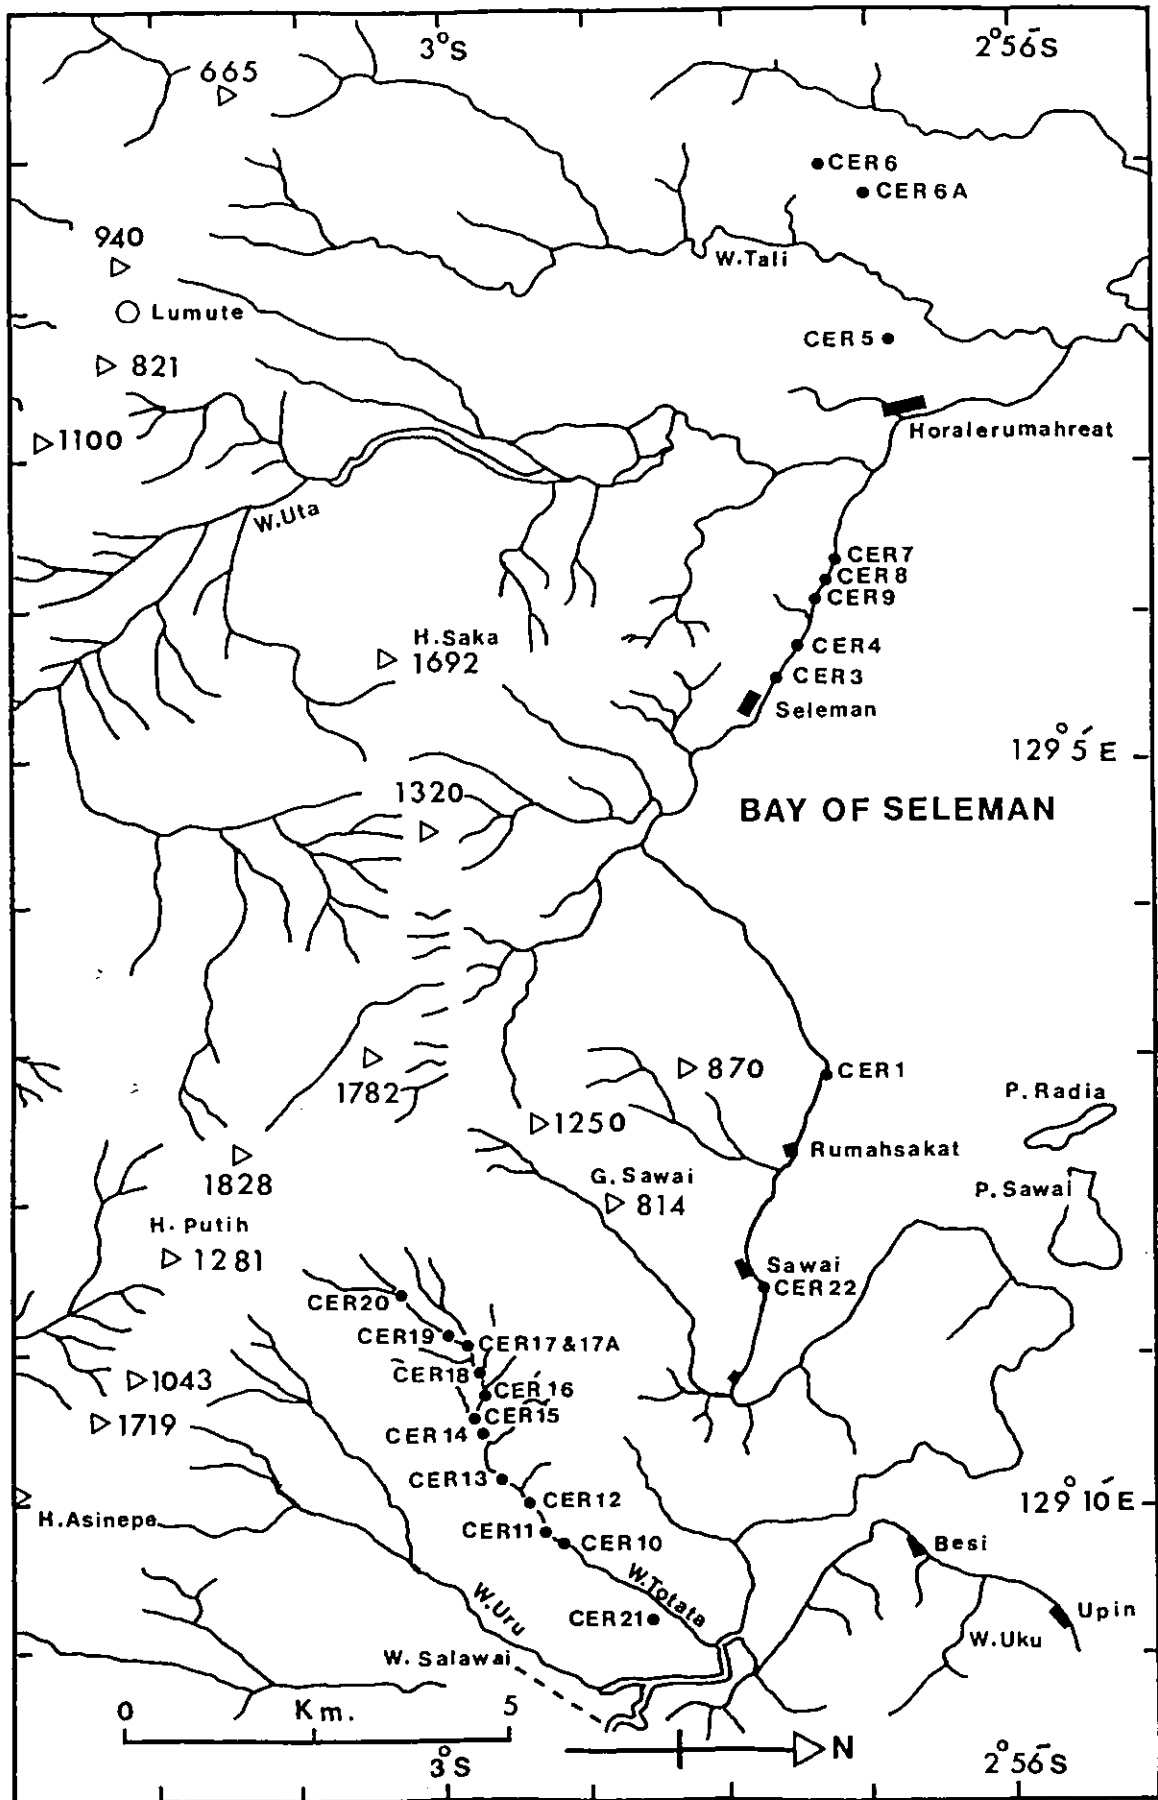 3°S
2°56'S
665
CER6
CER 6A
940
W.Tali
Lumute
CER5
821
Horalerumahreat
1100
W.Uta
CER7
CER8
CER9
H.Saka
1692
CER4
CER3
Seleman
129°5'E
1320
BAY OF SELEMAN
870
CER1
1782
P.Radia
1250
Rumahsakat
G.Sawai
814
1828
P.Sawai
H.Putih
1281
Sawai
CER22
CER20
CER19
CER17&17A
CER18
CER16
1043
CER15
1719
CER14
CER13
CER12
129°10'E
H.Asinepe
CER11
CER10
Besi
W.Totata
W.Uru
CER21
Upin
W.Uku
W. Salawai
0 Km. 5
N
3°S
2°56'S